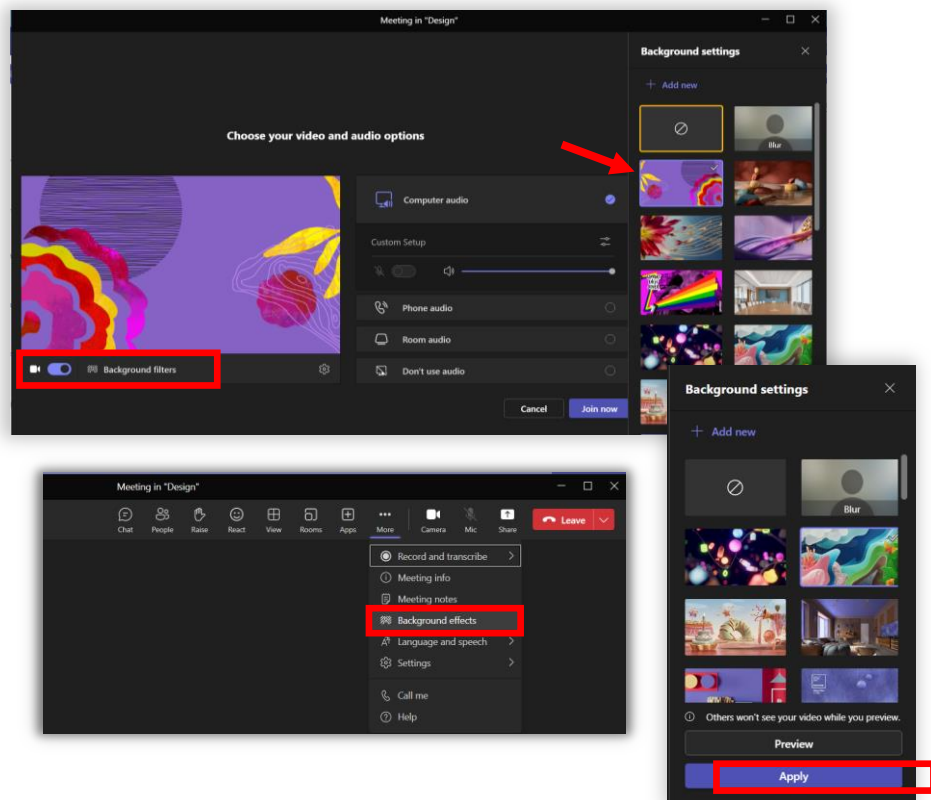 Meeting in "Design"
Background settings
Add new
Choose your video and audio options
Blur
Computer audio
Custom Setup
Phone audio
Room audio
Don't use audio
Background filters
Cancel
Join now
Meeting in "Design"
Chat People Raise React View Rooms Apps More Camera Mic Share Leave
Record and transcribe
Meeting info
Meeting notes
Background effects
Language and speech
Settings
Call me
Help
Background settings
Add new
Blur
Others won't see your video while you preview.
Preview
Apply